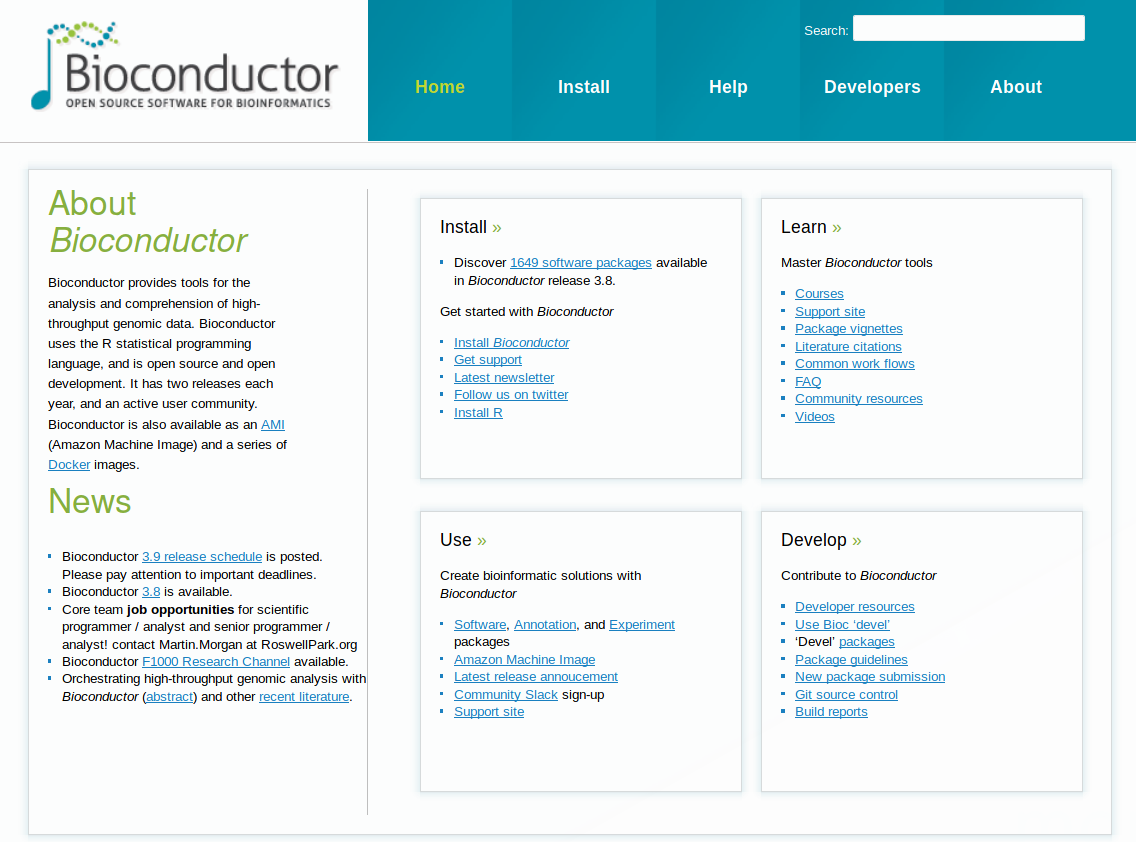 Bioconductor
OPEN SOURCE SOFTWARE FOR BIOINFORMATICS
Search:
Home
Install
Help
Developers
About
About
Bioconductor
Bioconductor provides tools for the
analysis and comprehension of high-
throughput genomic data. Bioconductor
uses the R statistical programming
language, and is open source and open
development. It has two releases each
year, and an active user community.
Bioconductor is also available as an AMI
(Amazon Machine Image) and a series of
Docker images.
News
Bioconductor 3.9 release schedule is posted.
Please pay attention to important deadlines.
Bioconductor 3.8 is available.
Core team job opportunities for scientific
programmer / analyst and senior programmer /
analyst! contact Martin.Morgan at RoswellPark.org
Bioconductor F1000 Research Channel available.
Orchestrating high-throughput genomic analysis with
Bioconductor (abstract) and other recent literature.
Install »
Discover 1649 software packages available
in Bioconductor release 3.8.
Get started with Bioconductor
Install Bioconductor
Get support
Latest newsletter
Follow us on twitter
Install R
Learn »
Master Bioconductor tools
Courses
Support site
Package vignettes
Literature citations
Common work flows
FAQ
Community resources
Videos
Use »
Create bioinformatic solutions with
Bioconductor
Software, Annotation, and Experiment
packages
Amazon Machine Image
Latest release annoucement
Community Slack sign-up
Support site
Develop »
Contribute to Bioconductor
Developer resources
Use Bioc ‘devel’
‘Devel’ packages
Package guidelines
New package submission
Git source control
Build reports